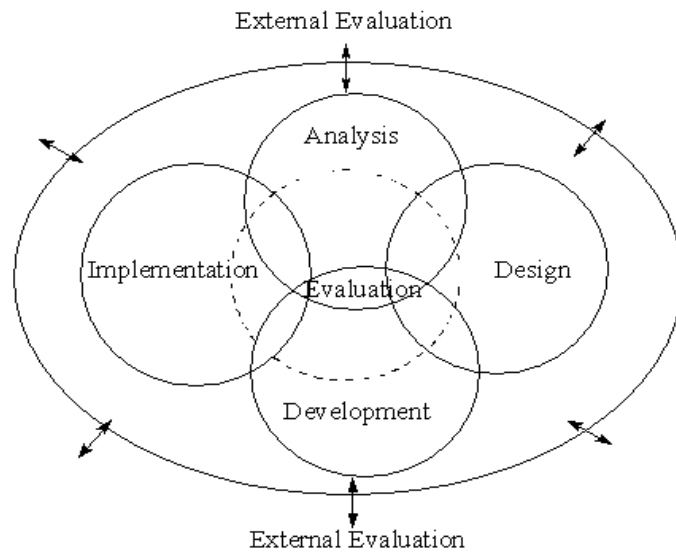 External Evaluation
Analysis
Implementation
Design
Evaluation
Development
External Evaluation